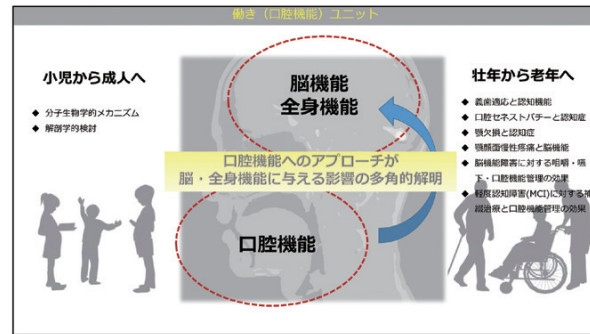 働き（口腔機能）ユニット
小児から成人へ
◆ 分子生物学的メカニズム
◆ 解剖学的検討
脳機能
全身機能
口腔機能へのアプローチが
脳・全身機能に与える影響の多角的解明
口腔機能
壮年から老年へ
◆ 義歯適応と認知機能
◆ 口腔セネストパチーと認知症
◆ 顎欠損と認知症
◆ 顎顔面慢性疼痛と脳機能
◆ 脳機能障害に対する咀嚼・嚥
下・口腔機能管理の効果
◆ 軽度認知障害(MCI)に対する補
綴治療と口腔機能管理の効果